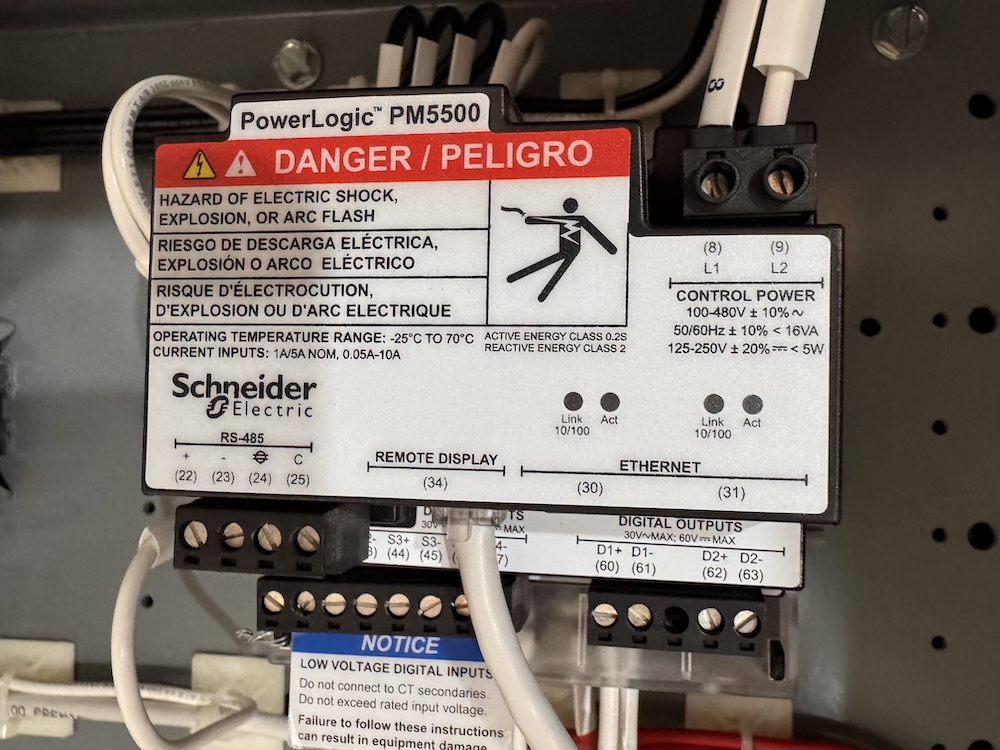 PowerLogic™ PM5500
DANGER / PELIGRO
HAZARD OF ELECTRIC SHOCK,
EXPLOSION, OR ARC FLASH
RIESGO DE DESCARGA ELÉCTRICA,
EXPLOSIÓN O ARCO ELÉCTRICO
RISQUE D'ÉLECTROCUTION,
D'EXPLOSION OU D'ARC ELECTRIQUE
OPERATING TEMPERATURE RANGE: -25°C TO 70°C
CURRENT INPUTS: 1A/5A NOM, 0.05A-10A
ACTIVE ENERGY CLASS 0.2S
REACTIVE ENERGY CLASS 2
8
(8) (9)
L1 L2
CONTROL POWER
100-480V ± 10% ~
50/60Hz ± 10% < 16VA
125-250V ± 20% ⎓ < 5W
Schneider
Electric
Link Act
10/100
Link Act
10/100
RS-485
+ - C
(22) (23) (24) (25)
REMOTE DISPLAY
(34)
ETHERNET
(30) (31)
MAX
S3+ S3-
(44) (45)
DIGITAL OUTPUTS
30V~MAX; 60V⎓MAX
D1+ D1- D2+ D2-
(60) (61) (62) (63)
NOTICE
LOW VOLTAGE DIGITAL INPUTS
Do not connect to CT secondaries.
Do not exceed rated input voltage.
Failure to follow these instructions
can result in equipment damage